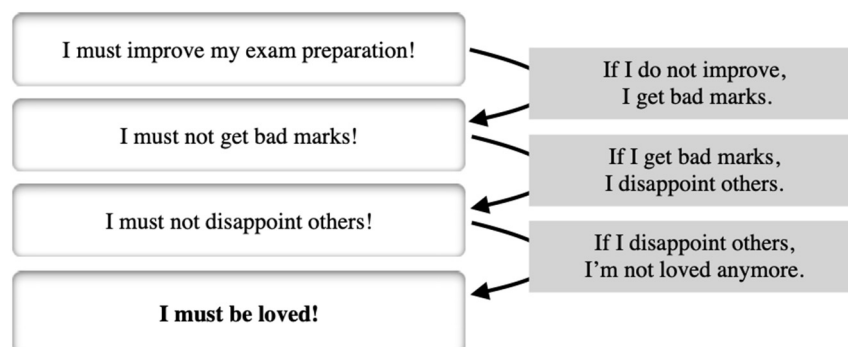 I must improve my exam preparation!
If I do not improve,
I get bad marks.
I must not get bad marks!
If I get bad marks,
I disappoint others.
I must not disappoint others!
If I disappoint others,
I’m not loved anymore.
I must be loved!